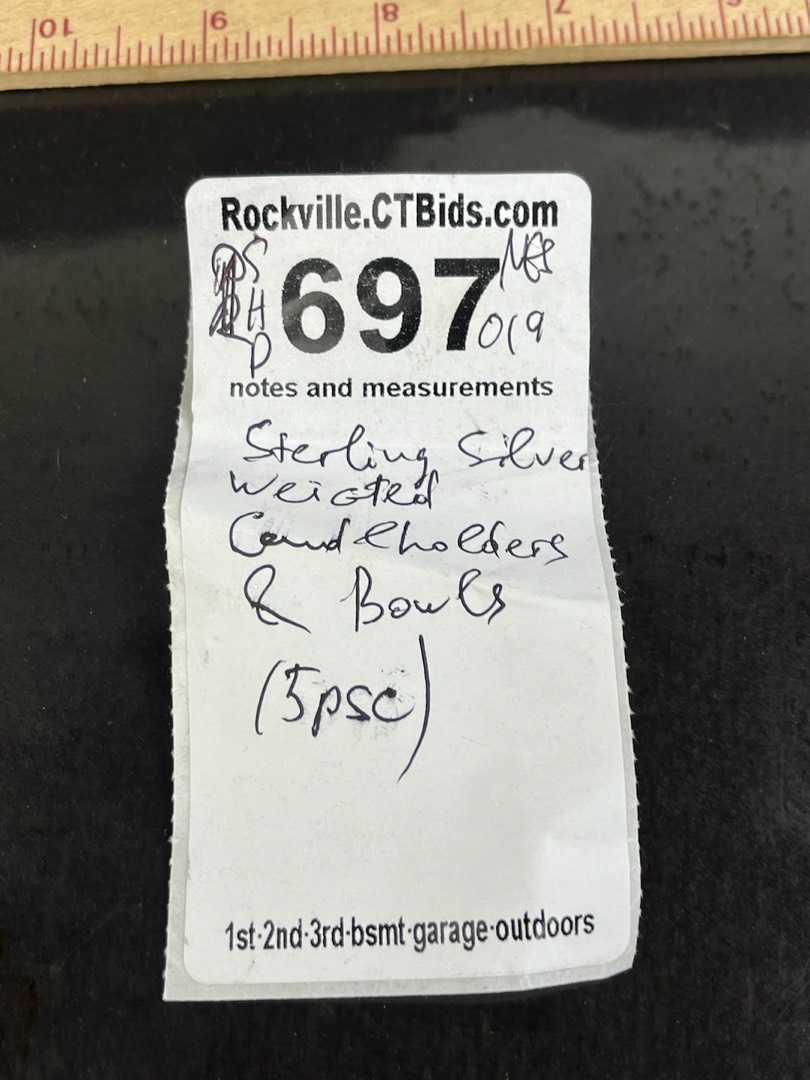 10 9 8 7
Rockville.CTBids.com
S
H
D
697
019
notes and measurements
Sterling Silver
Weigted
Candleholders
& Bowls
(5psc)
1st·2nd·3rd·bsmt·garage·outdoors